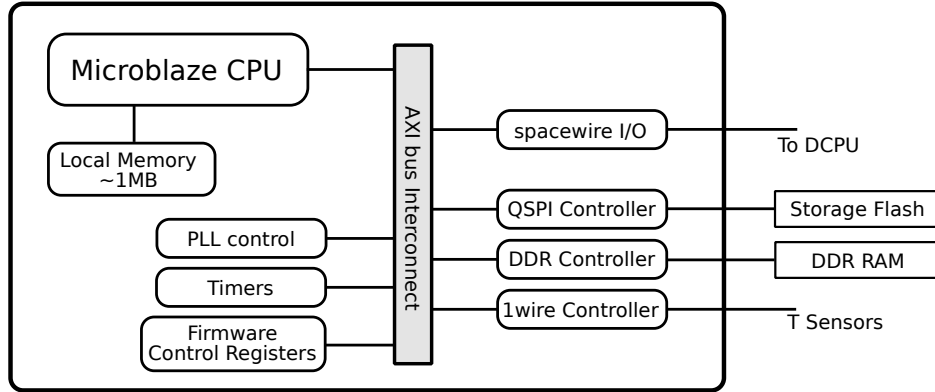 Microblaze CPU
Local Memory
~1MB
PLL control
Timers
Firmware
Control Registers
AXI bus Interconnect
spacewire I/O
To DCPU
QSPI Controller
Storage Flash
DDR Controller
DDR RAM
1wire Controller
T Sensors